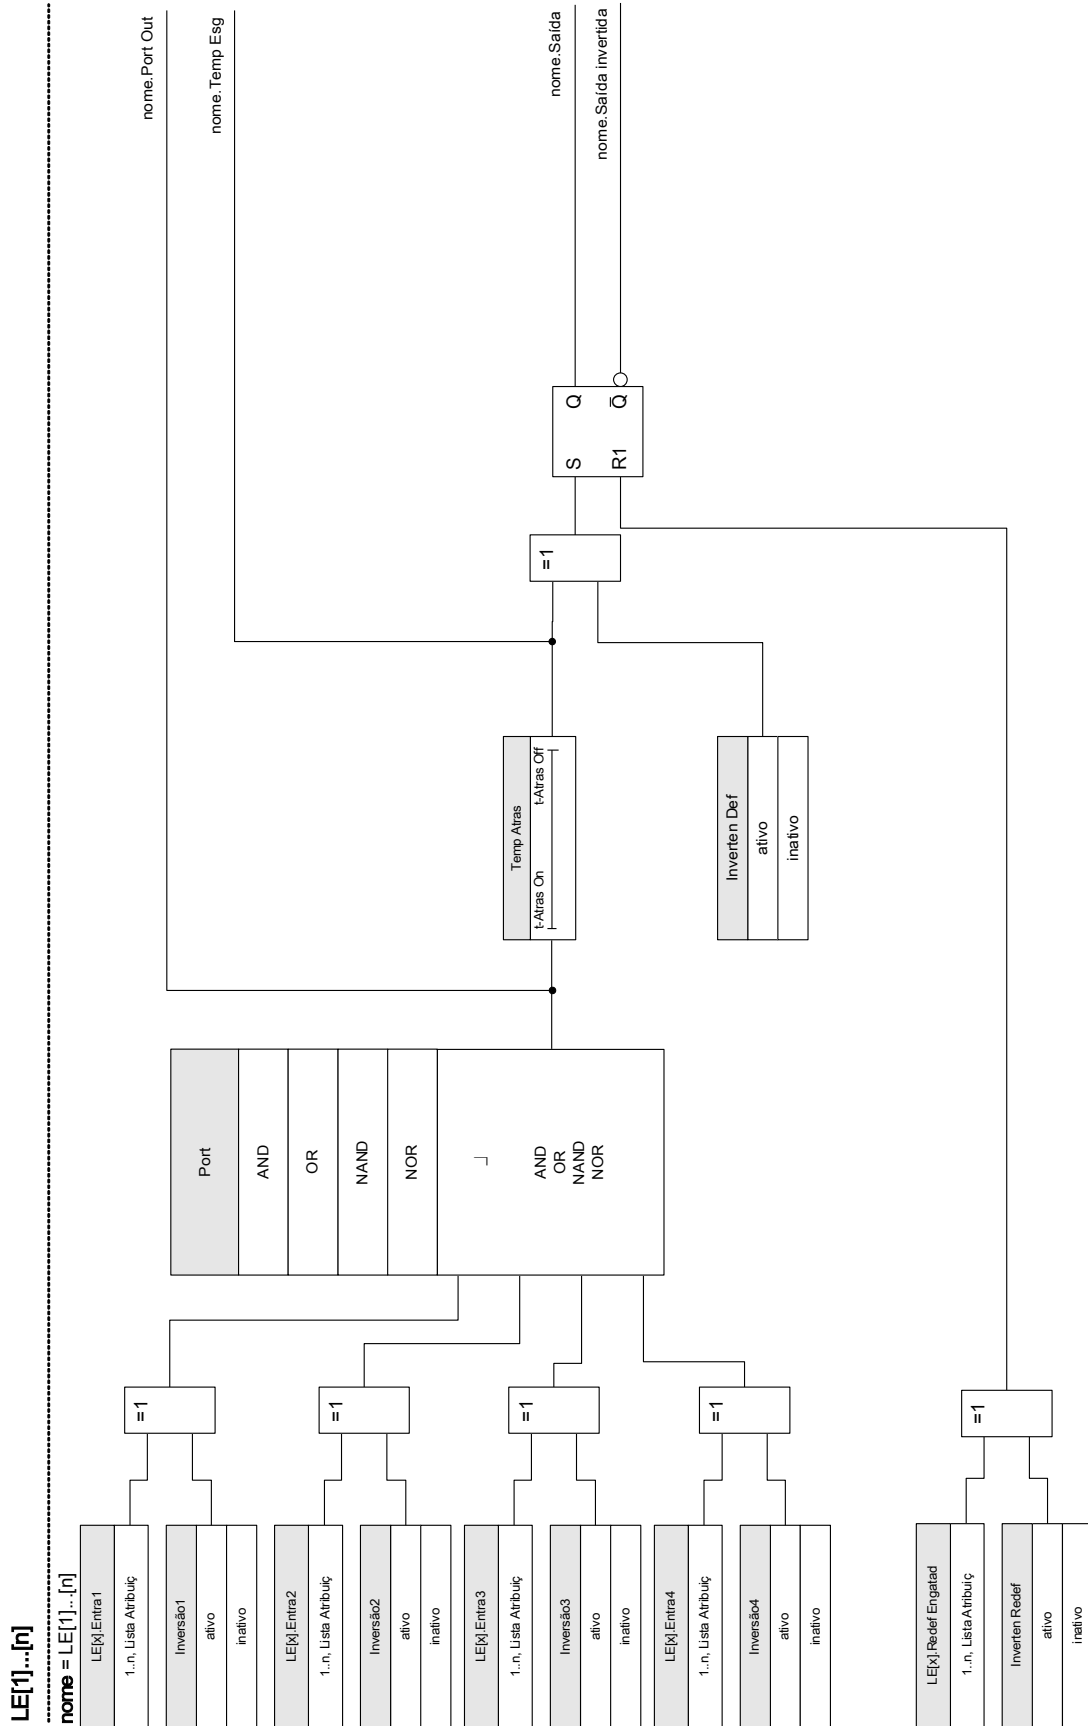 LE[1]...[n]
nome = LE[1]...[n]
LE[x].Entra1
1..n, Lista Atribuiç
Inversão1
ativo
inativo
LE[x].Entra2
1..n, Lista Atribuiç
Inversão2
ativo
inativo
LE[x].Entra3
1..n, Lista Atribuiç
Inversão3
ativo
inativo
LE[x].Entra4
1..n, Lista Atribuiç
Inversão4
ativo
inativo
LE[x].Redef Engatad
1..n, Lista Atribuiç
Inverten Redef
ativo
inativo
=1
=1
=1
=1
=1
Port
AND
OR
NAND
NOR
AND
OR
NAND
NOR
Temp Atras
t-Atras On
t-Atras Off
Inverten Def
ativo
inativo
=1
S
Q
R1
Q̅
nome.Port Out
nome.Temp Esg
nome.Saída
nome.Saída invertida